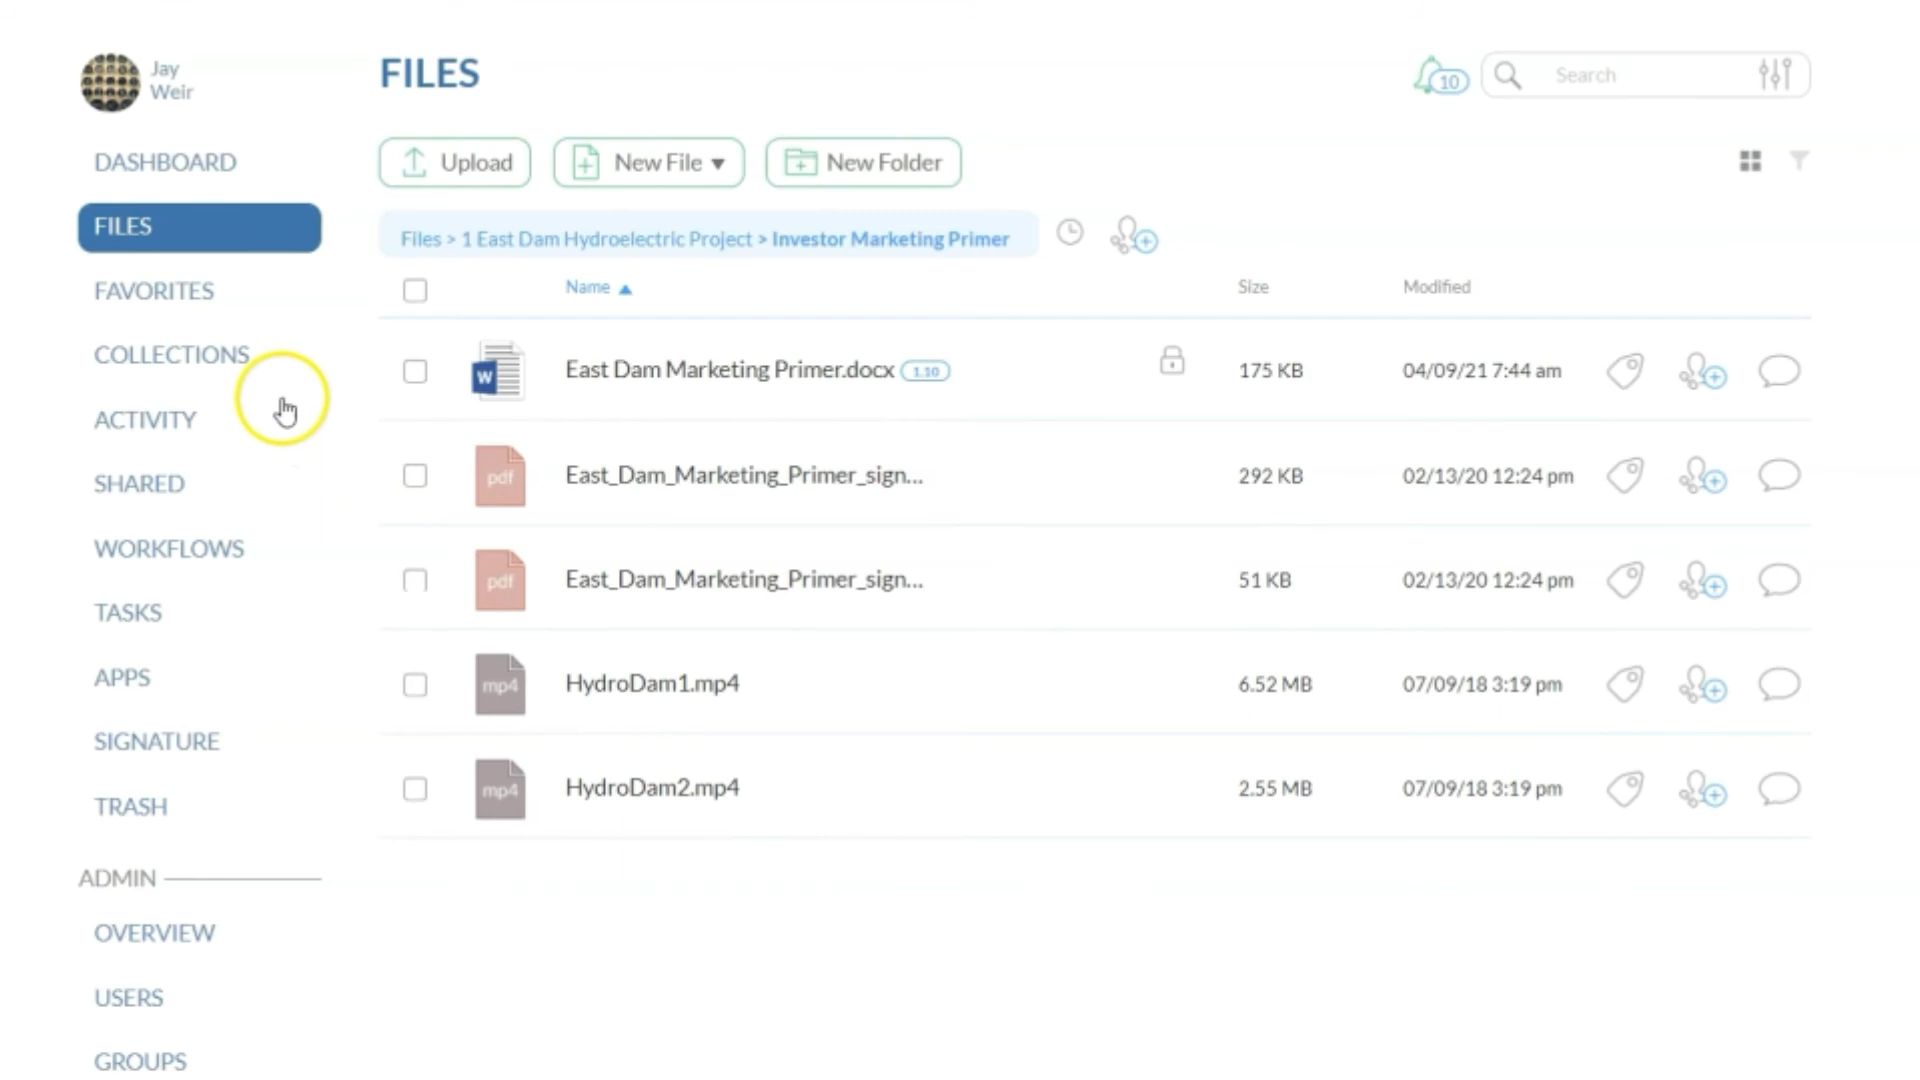 Jay
Weir
FILES
10
Search
DASHBOARD
Upload
New File
New Folder
FILES
Files > 1 East Dam Hydroelectric Project > Investor Marketing Primer
FAVORITES
Name
Size
Modified
COLLECTIONS
W
East Dam Marketing Primer.docx
1.10
175 KB
04/09/21 7:44 am
ACTIVITY
SHARED
pdf
East_Dam_Marketing_Primer_sign...
292 KB
02/13/20 12:24 pm
WORKFLOWS
pdf
East_Dam_Marketing_Primer_sign...
51 KB
02/13/20 12:24 pm
TASKS
APPS
mp4
HydroDam1.mp4
6.52 MB
07/09/18 3:19 pm
SIGNATURE
TRASH
mp4
HydroDam2.mp4
2.55 MB
07/09/18 3:19 pm
ADMIN
OVERVIEW
USERS
GROUPS